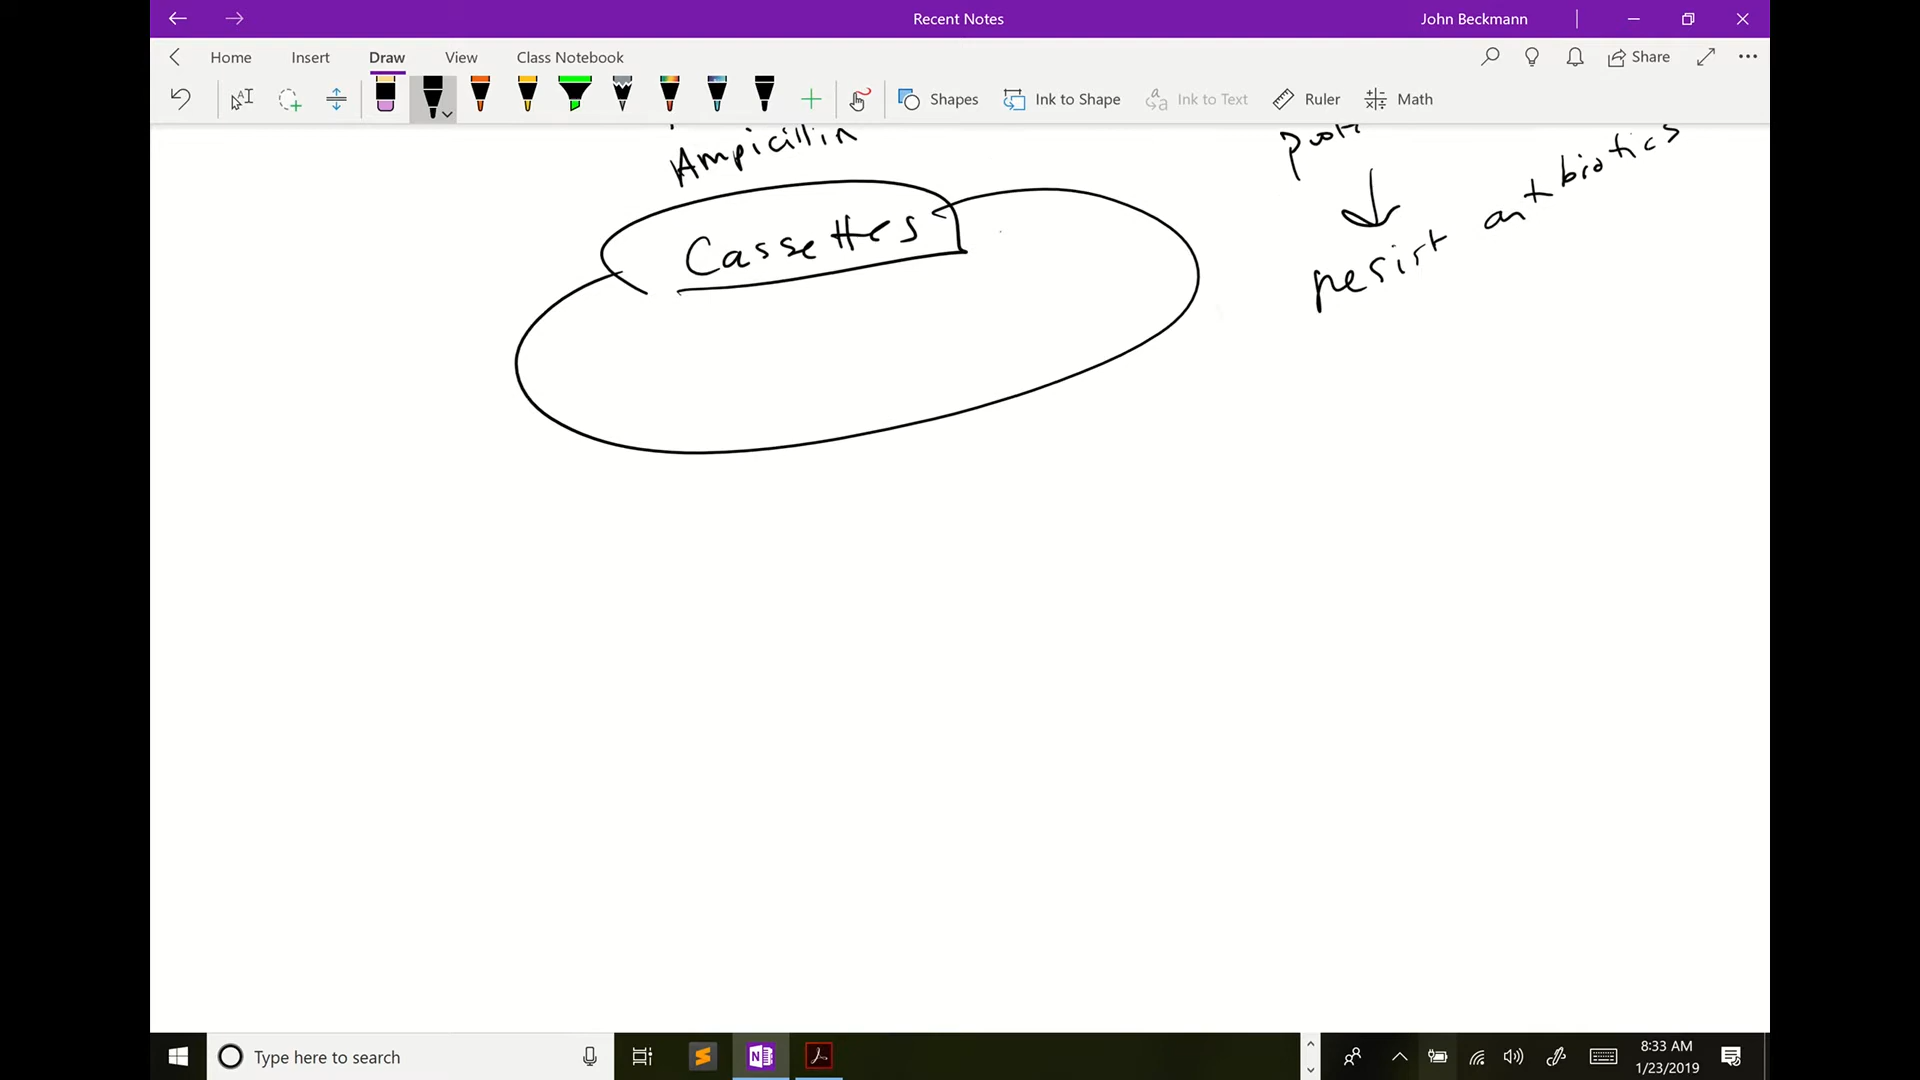 Recent Notes
John Beckmann
Home
Insert
Draw
View
Class Notebook
Share
Shapes
Ink to Shape
Ink to Text
Ruler
Math
Ampicillin
Cassettes
resist antibiotics
Type here to search
8:33 AM
1/23/2019